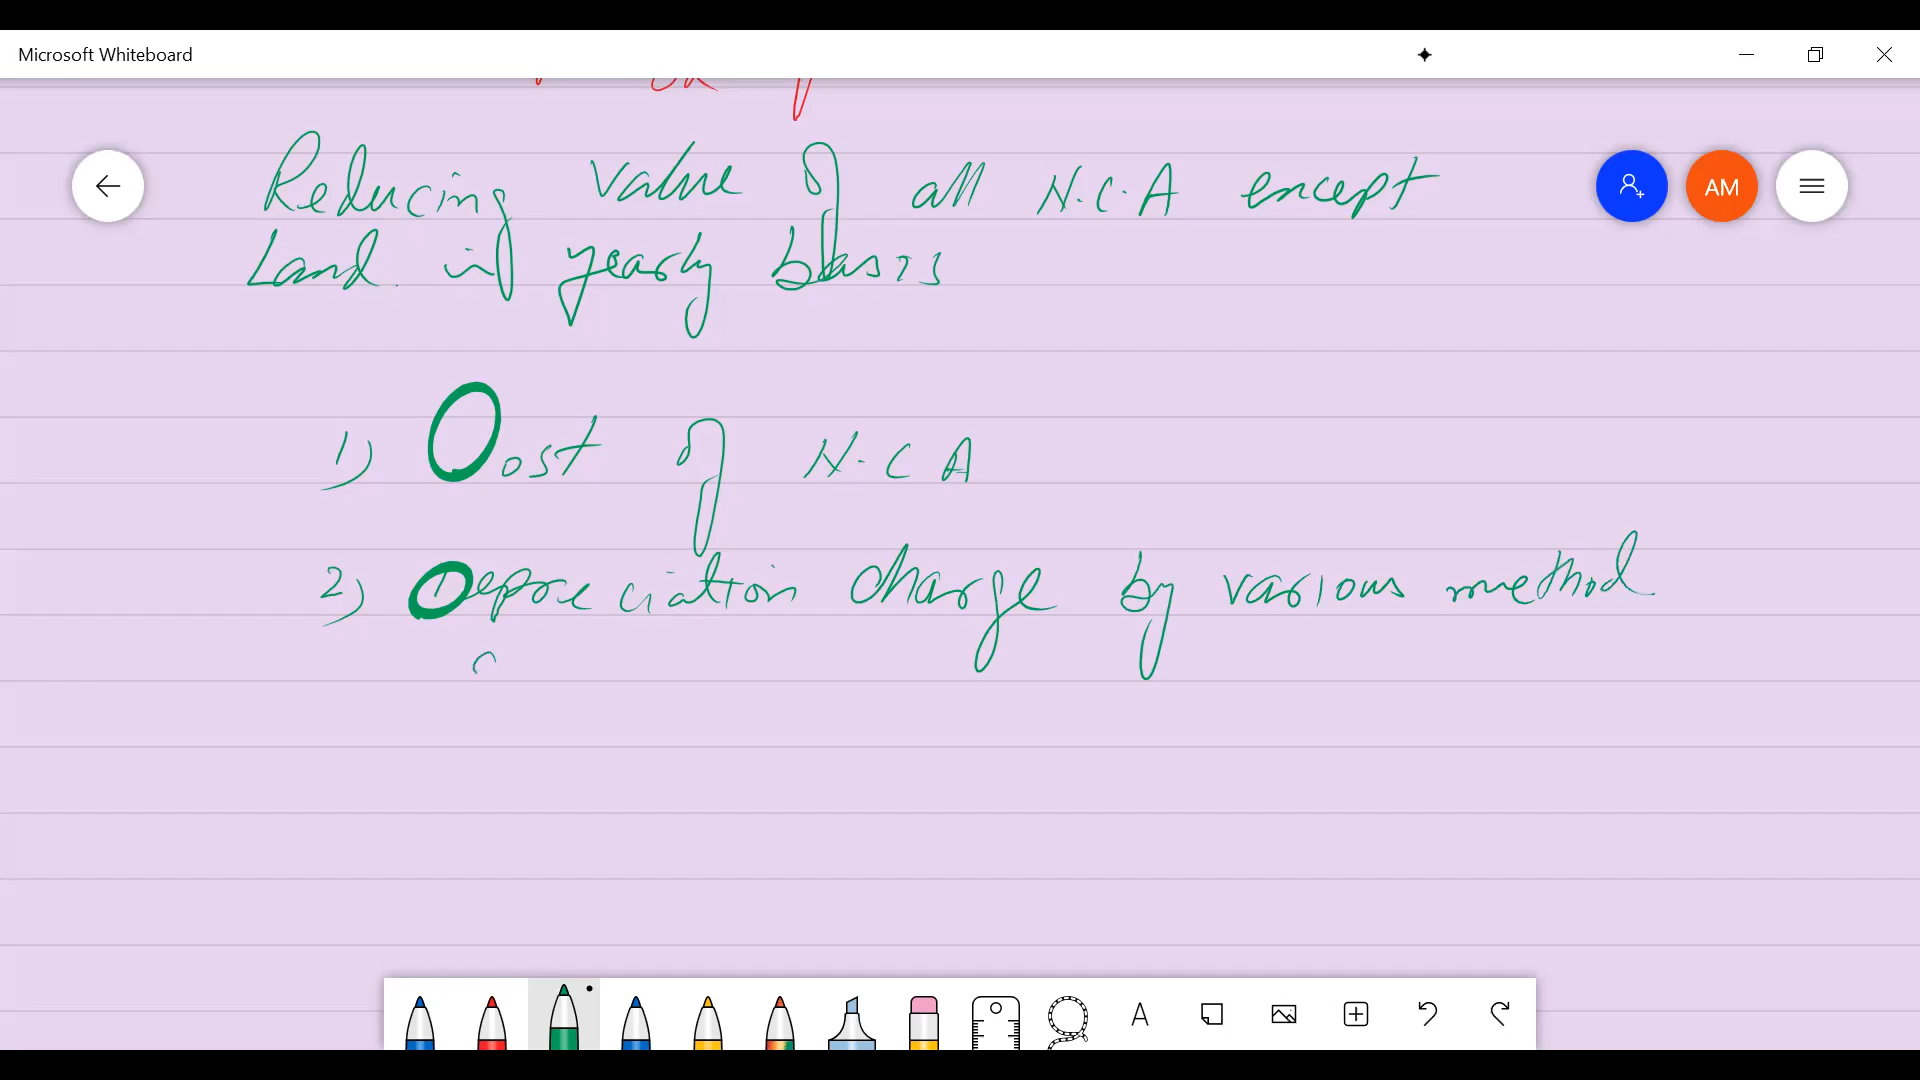 Microsoft Whiteboard
Reducing value of all N.C.A except
AM
Land in yearly basis
1) Cost of N.C A
2) Depreciation charge by various method